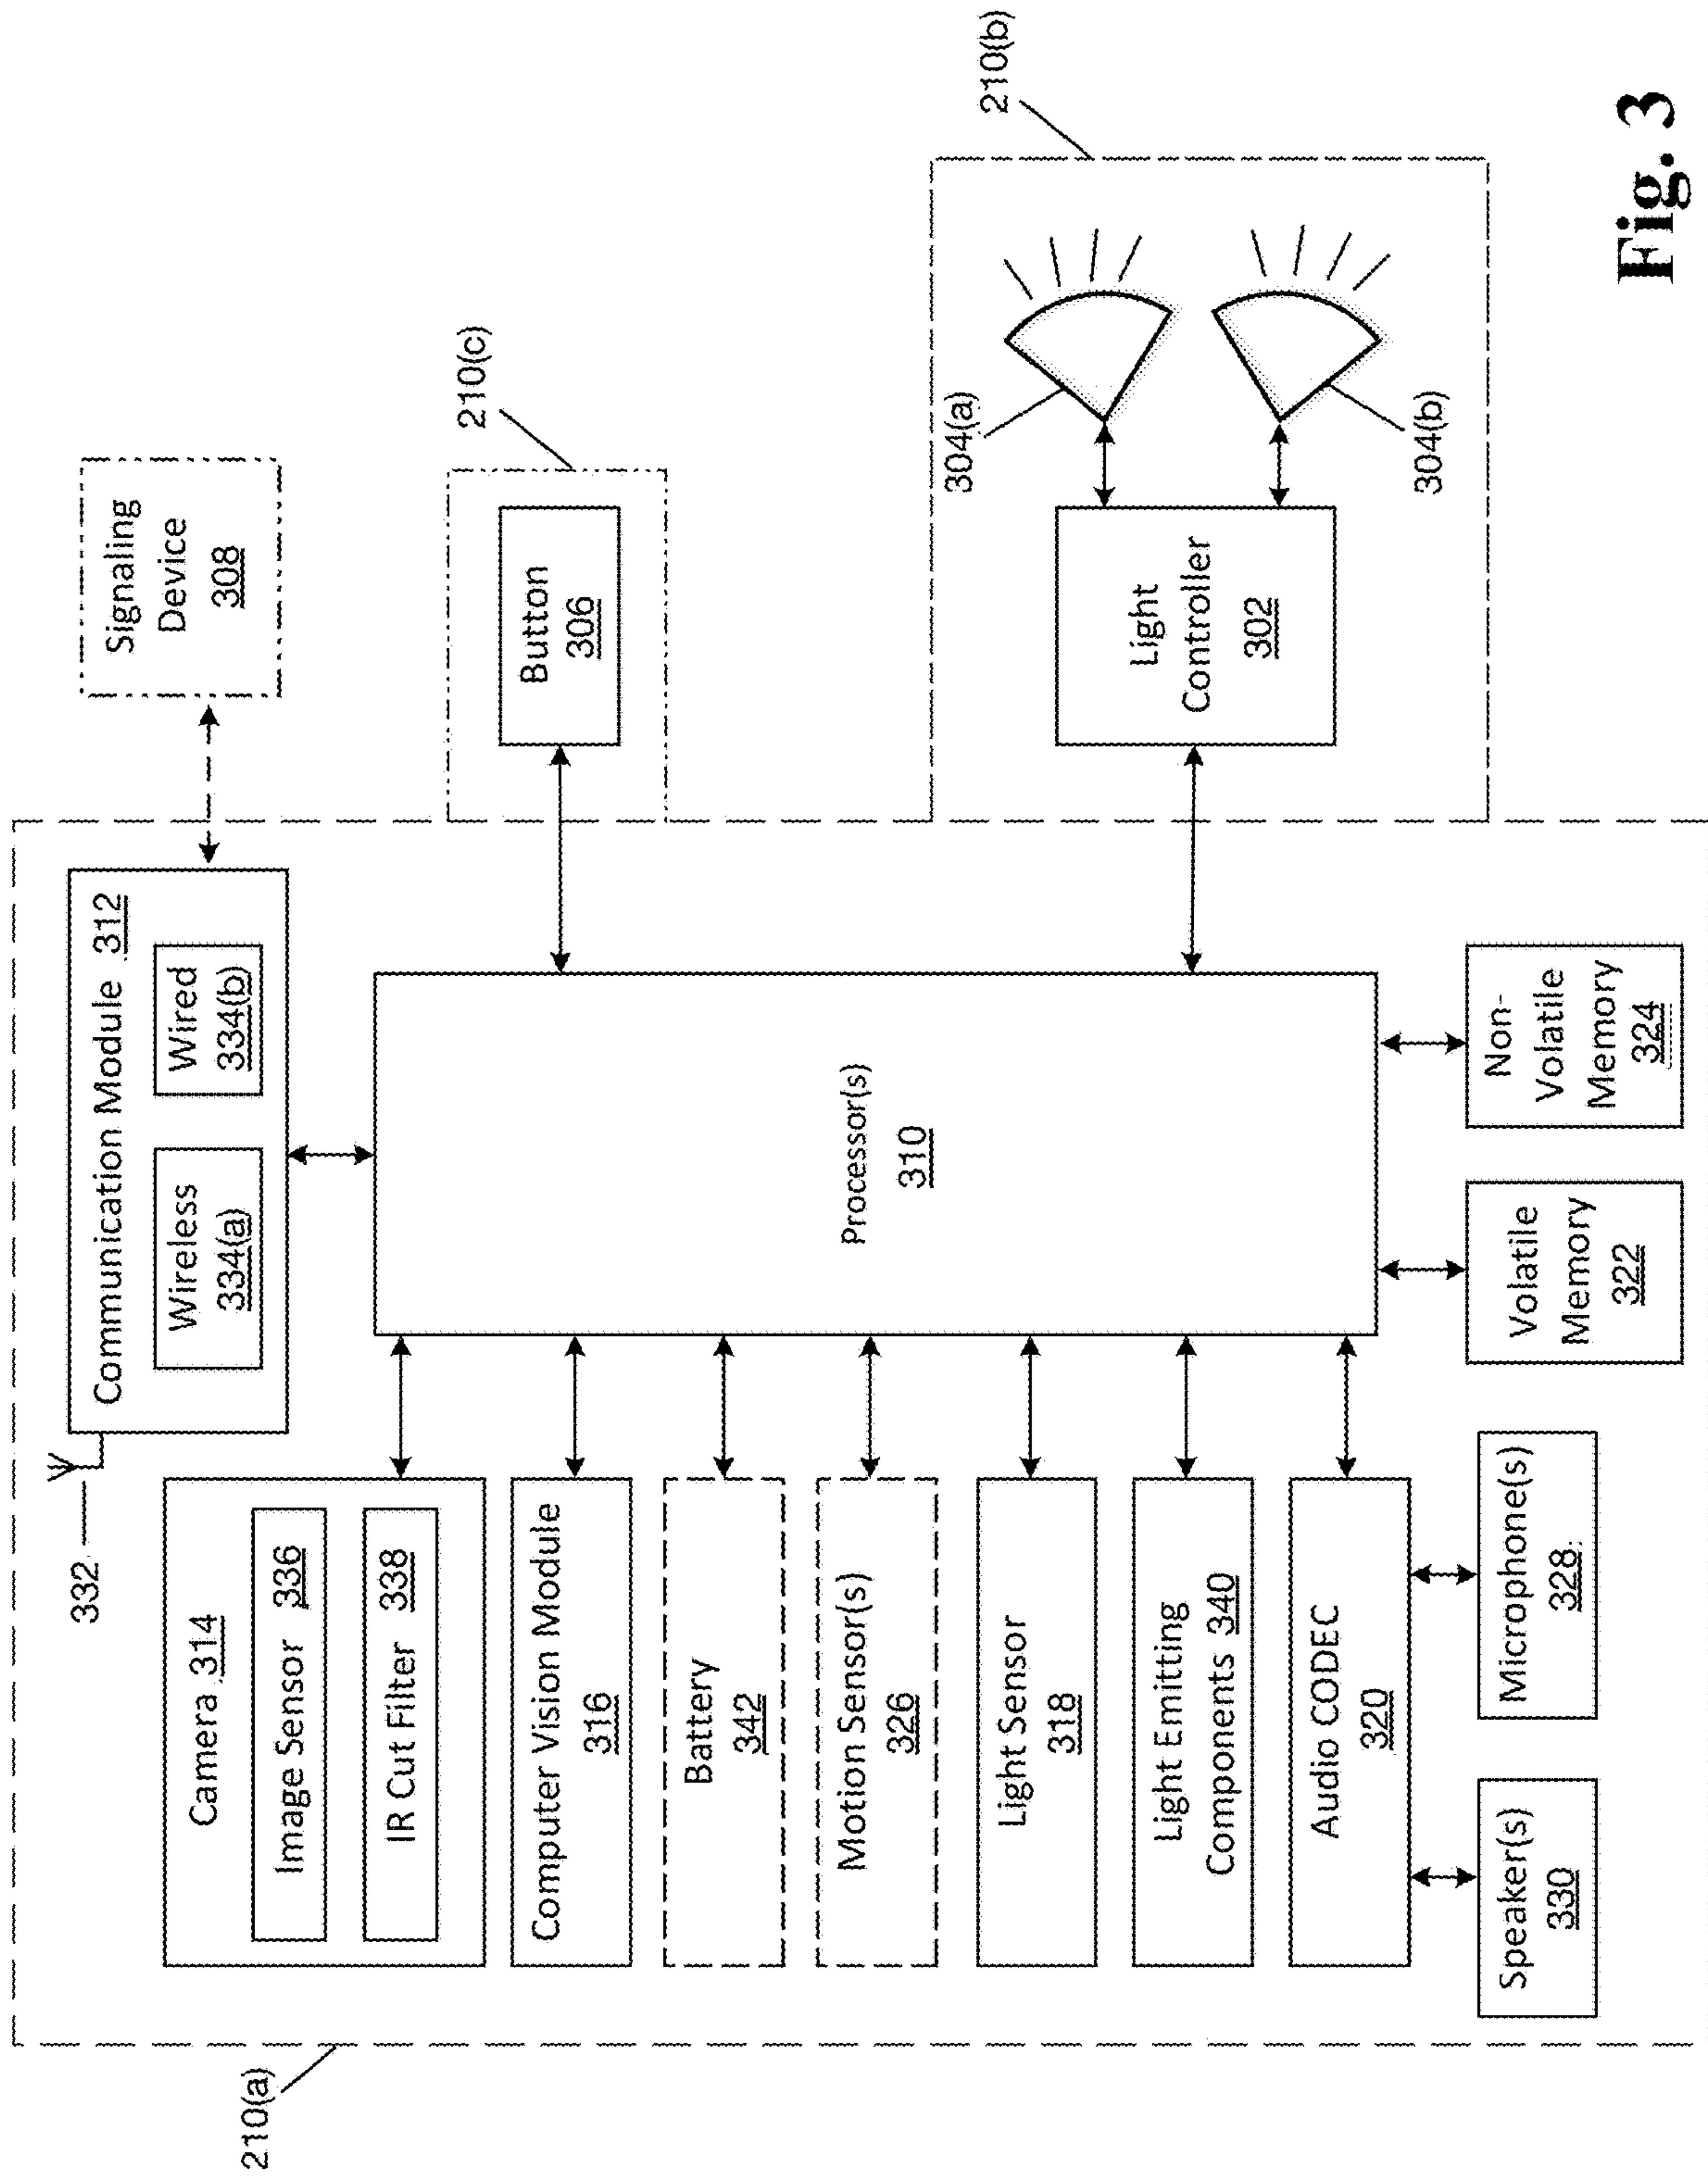 210(a)
332
Communication Module 312
Wireless
334(a)
Wired
334(b)
Signaling
Device
308
Camera 314
Image Sensor 336
IR Cut Filter 338
Computer Vision Module
316
Battery
342
Motion Sensor(s)
326
Light Sensor
318
Light Emitting
Components 340
Audio CODEC
320
Speaker(s)
330
Microphone(s)
328
Processor(s)
310
Volatile
Memory
322
Non-
Volatile
Memory
324
210(c)
Button
306
210(b)
Light
Controller
302
304(a)
304(b)
Fig. 3